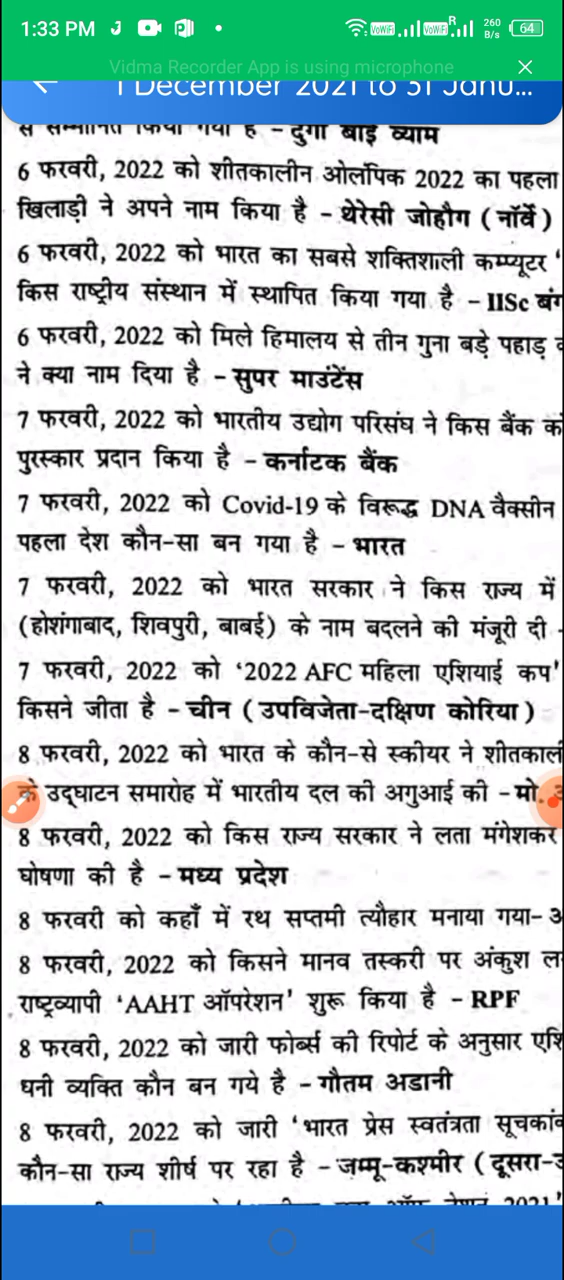 1:33 PM
VoWiFi VoWiFi R 260 B/s 64
Vidma Recorder App is using microphone
1 December 2021 to 31 Janu...
से सम्मानित किया गया है - दुर्गा बाई व्याम
6 फरवरी, 2022 को शीतकालीन ओलंपिक 2022 का पहला
खिलाड़ी ने अपने नाम किया है - थेरेसी जोहौग ( नॉर्वे )
6 फरवरी, 2022 को भारत का सबसे शक्तिशाली कम्प्यूटर '
किस राष्ट्रीय संस्थान में स्थापित किया गया है - IISc
6 फरवरी, 2022 को मिले हिमालय से तीन गुना बड़े पहाड़
ने क्या नाम दिया है - सुपर माउंटेंस
7 फरवरी, 2022 को भारतीय उद्योग परिसंघ ने किस बैंक को
पुरस्कार प्रदान किया है - कर्नाटक बैंक
7 फरवरी, 2022 को Covid-19 के विरूद्ध DNA वैक्सीन
पहला देश कौन-सा बन गया है - भारत
7 फरवरी, 2022 को भारत सरकार ने किस राज्य में
(होशंगाबाद, शिवपुरी, बाबई) के नाम बदलने की मंजूरी दी -
7 फरवरी, 2022 को '2022 AFC महिला एशियाई कप'
किसने जीता है - चीन ( उपविजेता-दक्षिण कोरिया )
8 फरवरी, 2022 को भारत के कौन-से स्कीयर ने
के उद्घाटन समारोह में भारतीय दल की अगुआई की - मो.
8 फरवरी, 2022 को किस राज्य सरकार ने लता मंगेशकर
घोषणा की है - मध्य प्रदेश
8 फरवरी को कहाँ में रथ सप्तमी त्यौहार मनाया गया-
8 फरवरी, 2022 को किसने मानव तस्करी पर अंकुश
राष्ट्रव्यापी 'AAHT ऑपरेशन' शुरू किया है - RPF
8 फरवरी, 2022 को जारी फोर्ब्स की रिपोर्ट के अनुसार
धनी व्यक्ति कौन बन गये है - गौतम अडानी
8 फरवरी, 2022 को जारी 'भारत प्रेस स्वतंत्रता
कौन-सा राज्य शीर्ष पर रहा है - जम्मू-कश्मीर ( दूसरा-